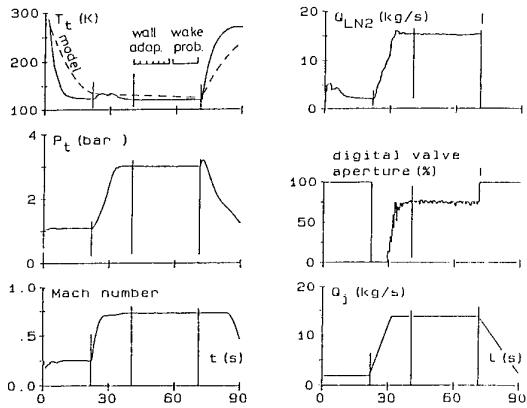 T_t (K)
300
200
100
model
wall
adap.
wake
prob.
Q_LN2 (kg/s)
20
10
0
P_t (bar )
4
2
0
digital valve
aperture (%)
100
50
0
Mach number
1.0
.5
0.0
t (s)
0 30 60 90
Q_j (kg/s)
20
10
0
t (s)
0 30 60 90